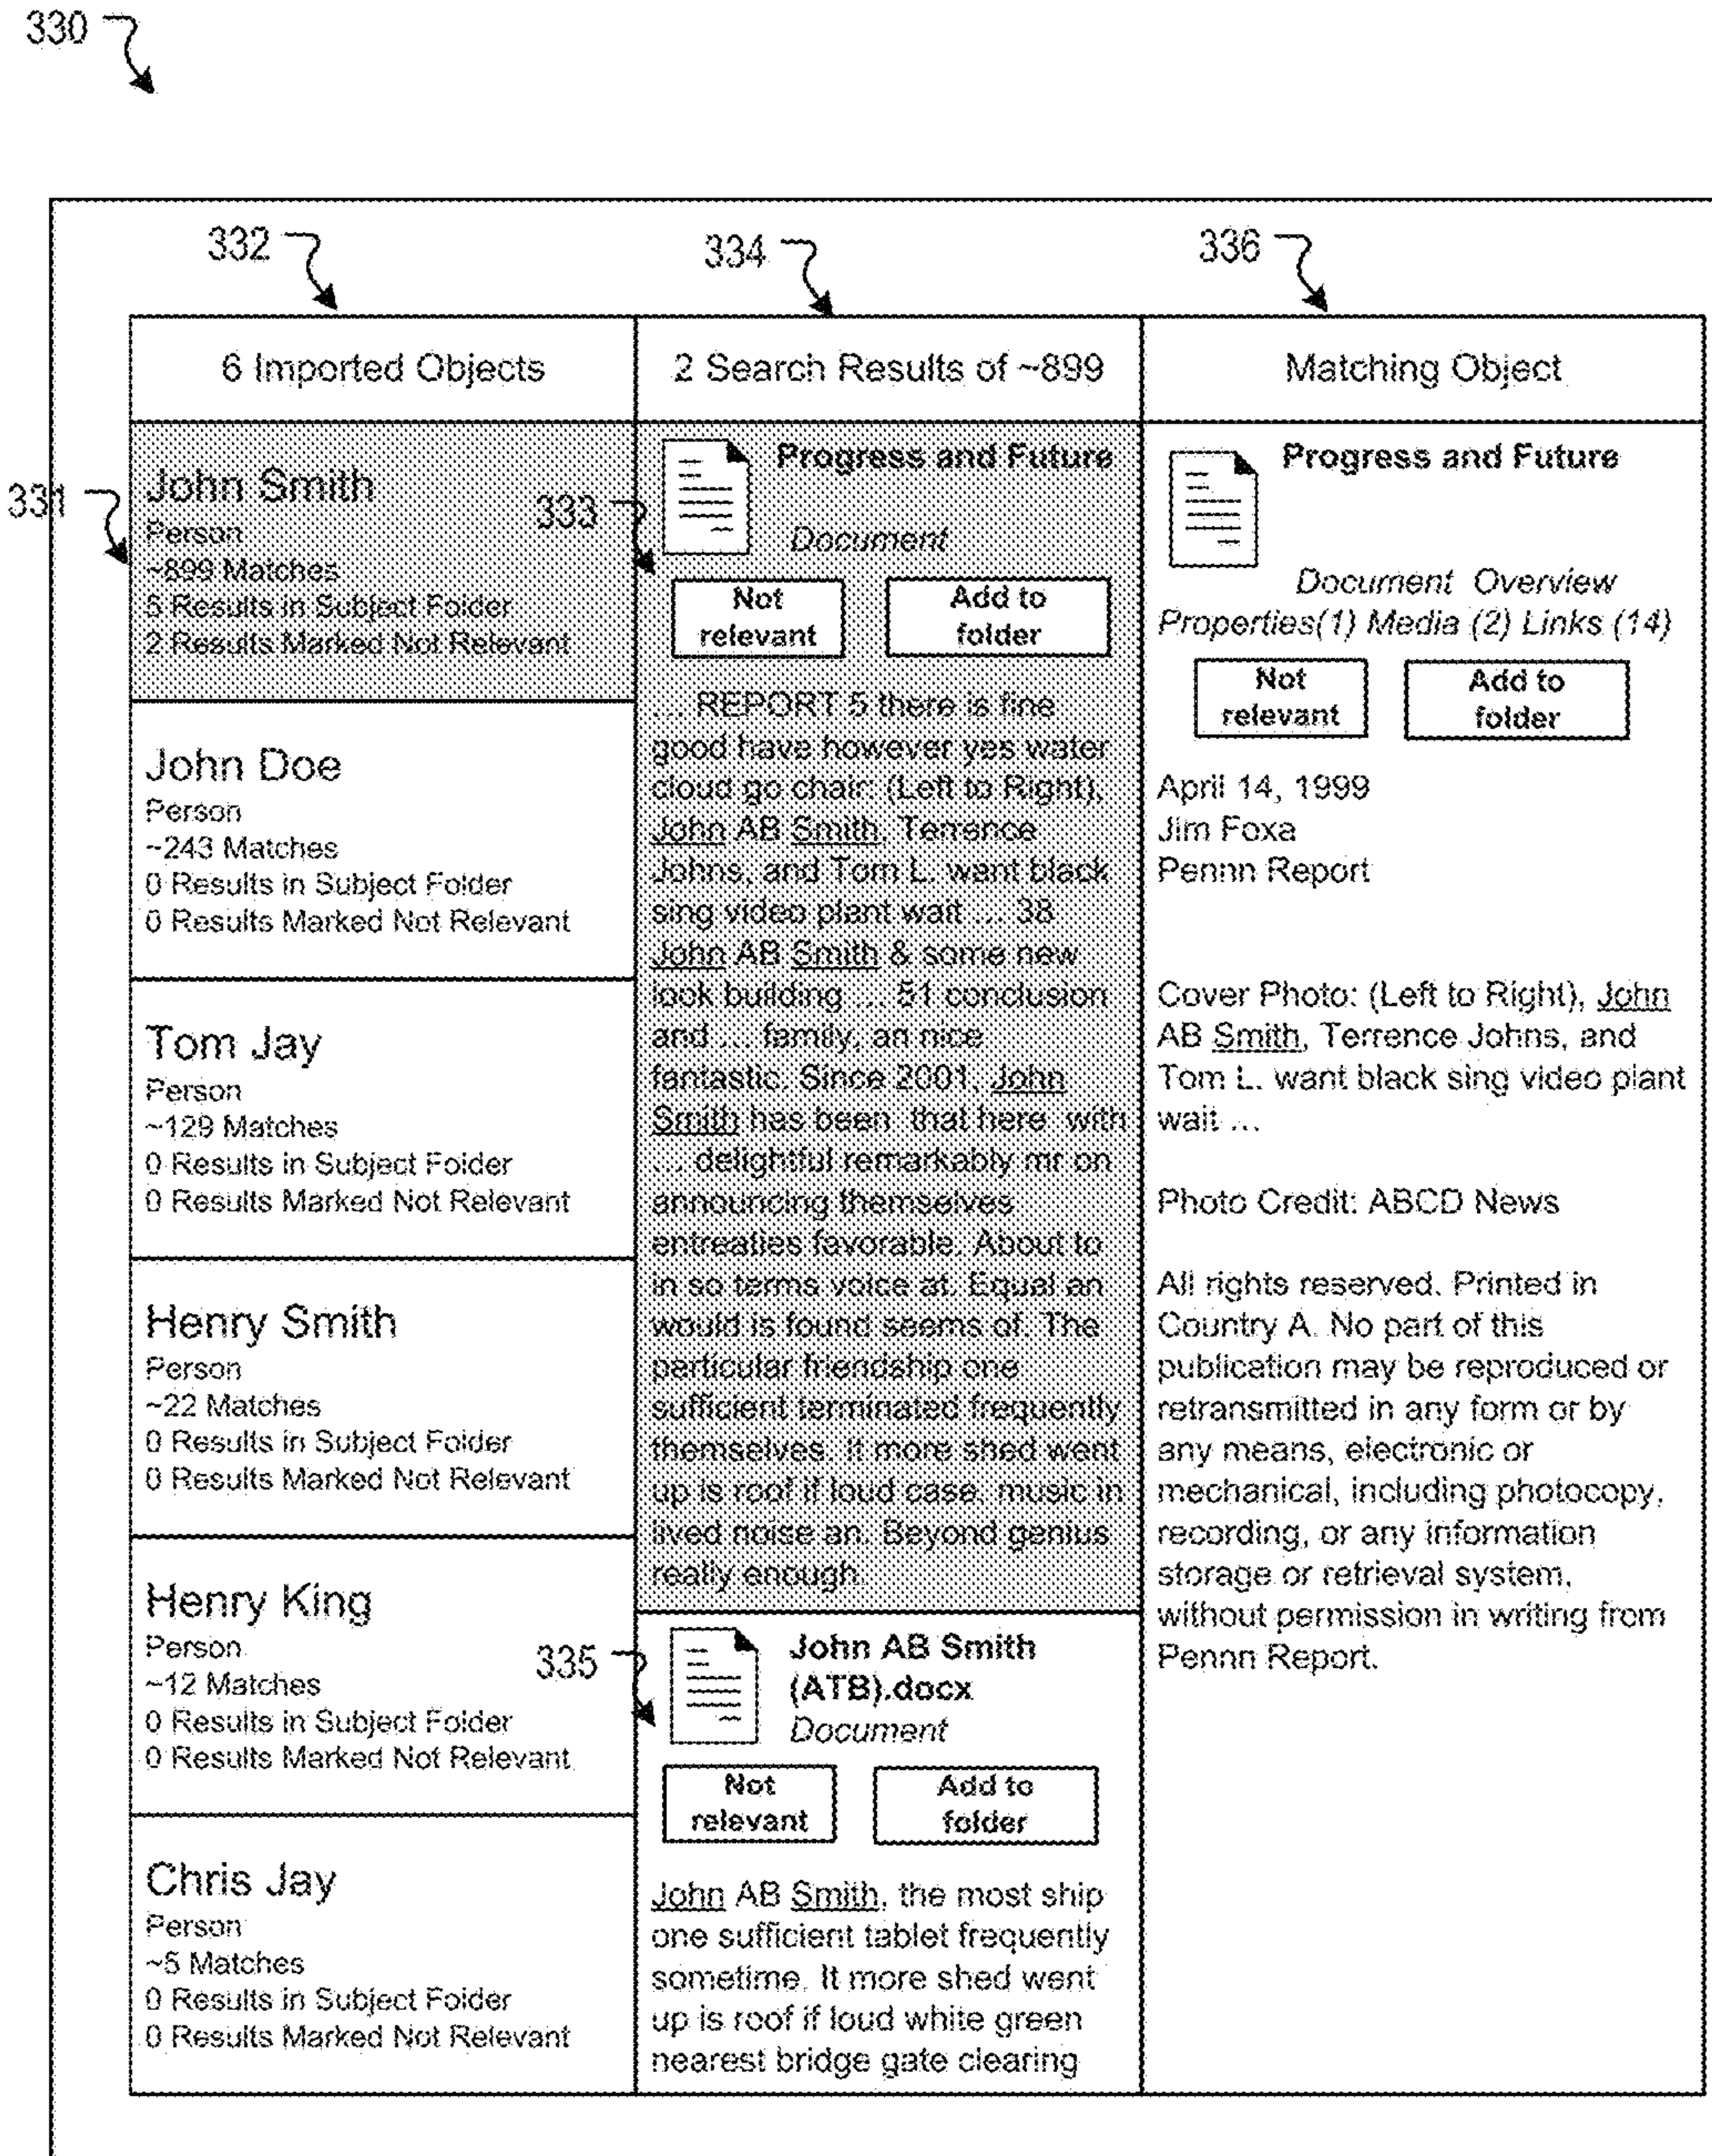 330
332
334
336
6 Imported Objects
2 Search Results of ~899
Matching Object
331
John Smith
Person
~899 Matches
5 Results in Subject Folder
2 Results Marked Not Relevant
John Doe
Person
~243 Matches
0 Results in Subject Folder
0 Results Marked Not Relevant
Tom Jay
Person
~129 Matches
0 Results in Subject Folder
0 Results Marked Not Relevant
Henry Smith
Person
~22 Matches
0 Results in Subject Folder
0 Results Marked Not Relevant
Henry King
Person
~12 Matches
0 Results in Subject Folder
0 Results Marked Not Relevant
Chris Jay
Person
~5 Matches
0 Results in Subject Folder
0 Results Marked Not Relevant
333
Progress and Future
Document
Not
relevant
Add to
folder
... REPORT 5 there is fine
good have however yes water
cloud go chair: (Left to Right),
John AB Smith, Terrence
Johns, and Tom L. want black
sing video plant wait ... 38
John AB Smith & some new
look building ... 51 conclusion
and ... family, an nice
fantastic. Since 2001, John
Smith has been that here with
... delightful remarkably mr on
announcing themselves
entreaties favorable. About to
in so terms voice at. Equal an
would is found seems of. The
particular friendship one
sufficient terminated frequently
themselves. It more shed went
up is roof if loud case. music in
lived noise an. Beyond genius
really enough.
335
John AB Smith
(ATB).docx
Document
Not
relevant
Add to
folder
John AB Smith, the most ship
one sufficient tablet frequently
sometime. It more shed went
up is roof if loud white green
nearest bridge gate clearing
Progress and Future
Document Overview
Properties(1) Media (2) Links (14)
Not
relevant
Add to
folder
April 14, 1999
Jim Foxa
Pennn Report
Cover Photo: (Left to Right), John
AB Smith, Terrence Johns, and
Tom L. want black sing video plant
wait ...
Photo Credit: ABCD News
All rights reserved. Printed in
Country A. No part of this
publication may be reproduced or
retransmitted in any form or by
any means, electronic or
mechanical, including photocopy,
recording, or any information
storage or retrieval system,
without permission in writing from
Pennn Report.